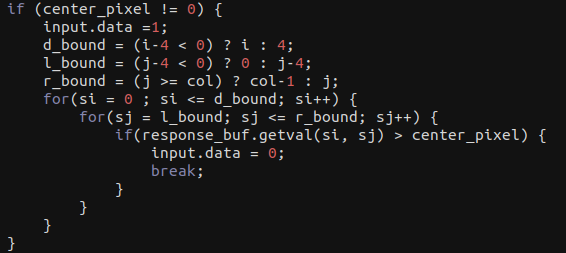 if (center_pixel != 0) {
    input.data =1;
    d_bound = (i-4 < 0) ? i : 4;
    l_bound = (j-4 < 0) ? 0 : j-4;
    r_bound = (j >= col) ? col-1 : j;
    for(si = 0 ; si <= d_bound; si++) {
        for(sj = l_bound; sj <= r_bound; sj++) {
            if(response_buf.getval(si, sj) > center_pixel) {
                input.data = 0;
                break;
            }
        }
    }
}